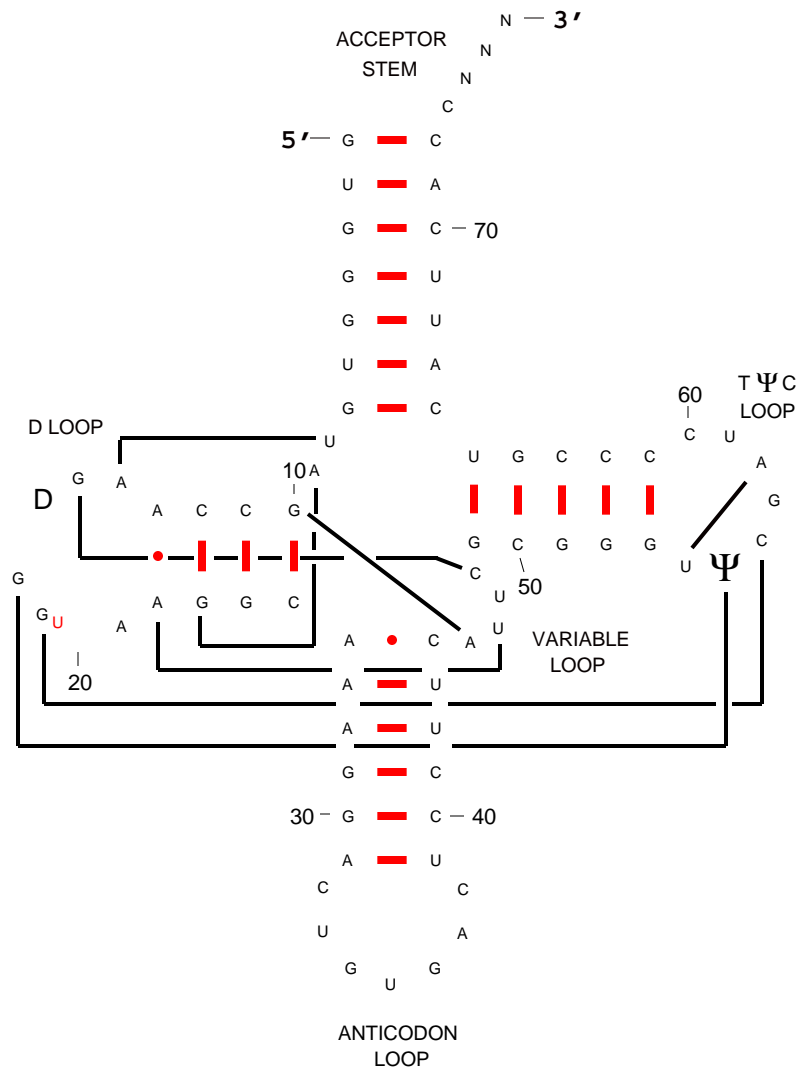 N 3′
ACCEPTOR
STEM
N
N
C
5′ G C
U A
G C 70
G U
G U
U A
G C
T Ψ C
LOOP
60
C U
D LOOP
U
U G C C C
A
G A
10 A
D
A C C G
G
G C G G G U Ψ C
C 50
G
G U A A G G C
U
U
A C A
VARIABLE
LOOP
20
A U
A U
G C
30 G C 40
A U
C C
U A
G U G
ANTICODON
LOOP